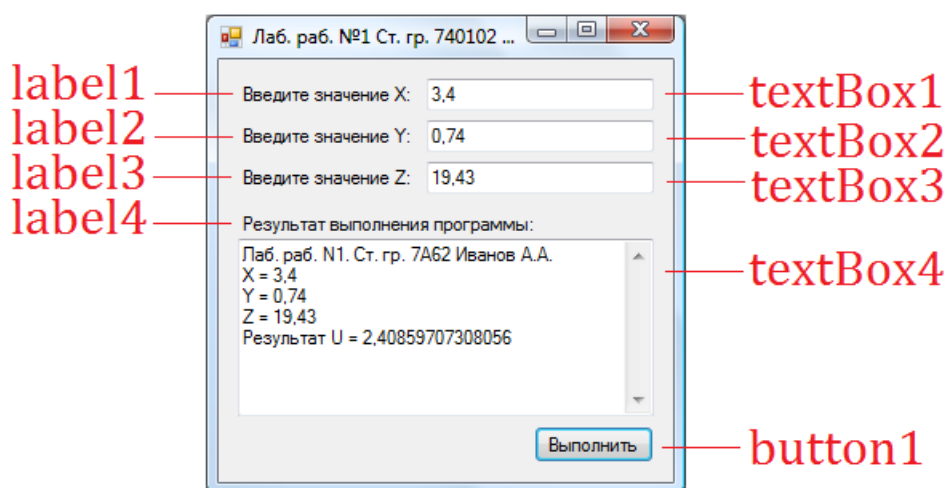 Лаб. раб. №1 Ст. гр. 740102 ...
label1 Введите значение X: 3,4 textBox1
label2 Введите значение Y: 0,74 textBox2
label3 Введите значение Z: 19,43 textBox3
label4 Результат выполнения программы:
Лаб. раб. N1. Ст. гр. 7А62 Иванов А.А.
X = 3,4
textBox4
Y = 0,74
Z = 19,43
Результат U = 2,40859707308056
Выполнить button1